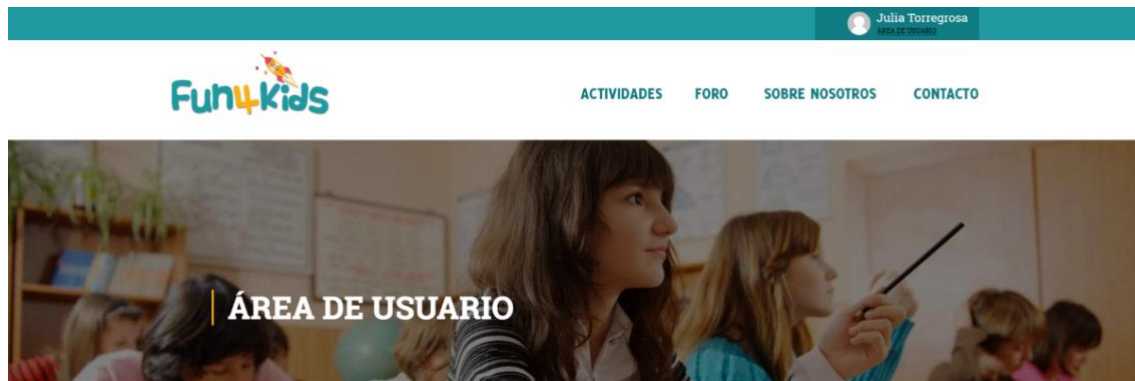 Julia Torregrosa
ÁREA DE USUARIO
Fun4Kids
ACTIVIDADES FORO SOBRE NOSOTROS CONTACTO
ÁREA DE USUARIO